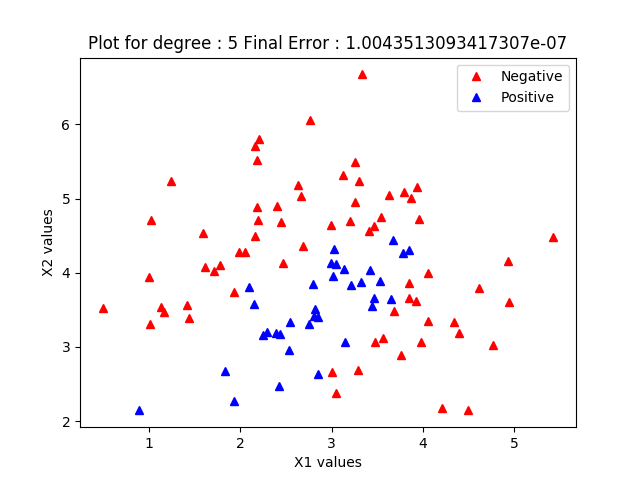 Plot for degree : 5 Final Error : 1.0043513093417307e-07
Negative
Positive
6
5
4
3
2
X2 values
1
2
3
4
5
X1 values